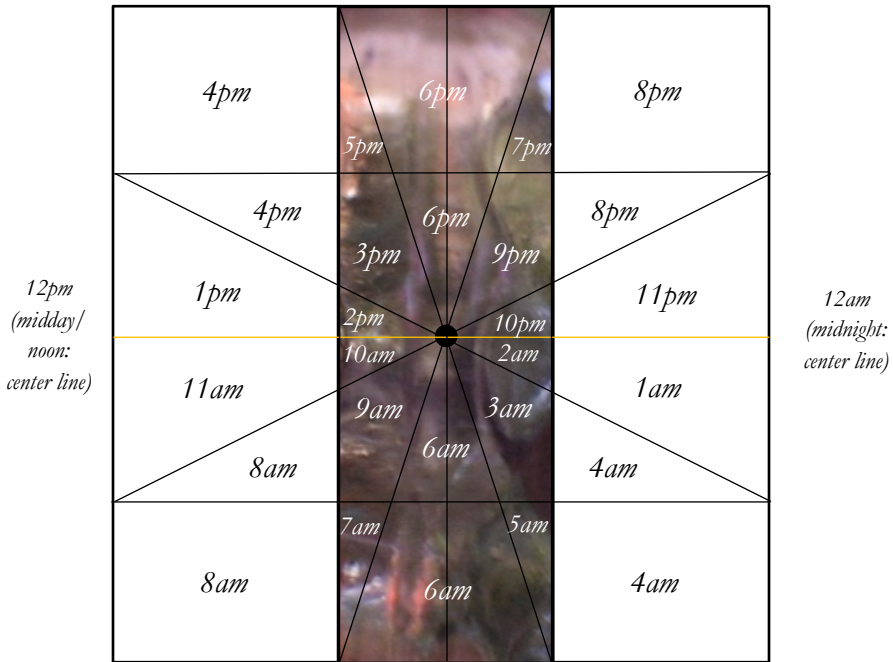 4pm
6pm
8pm
5pm
7pm
4pm
6pm
8pm
3pm
9pm
12pm
(midday/
noon:
center line)
1pm
11pm
12am
(midnight:
center line)
2pm
10pm
10am
2am
11am
1am
9am
3am
6am
8am
4am
7am
5am
8am
6am
4am